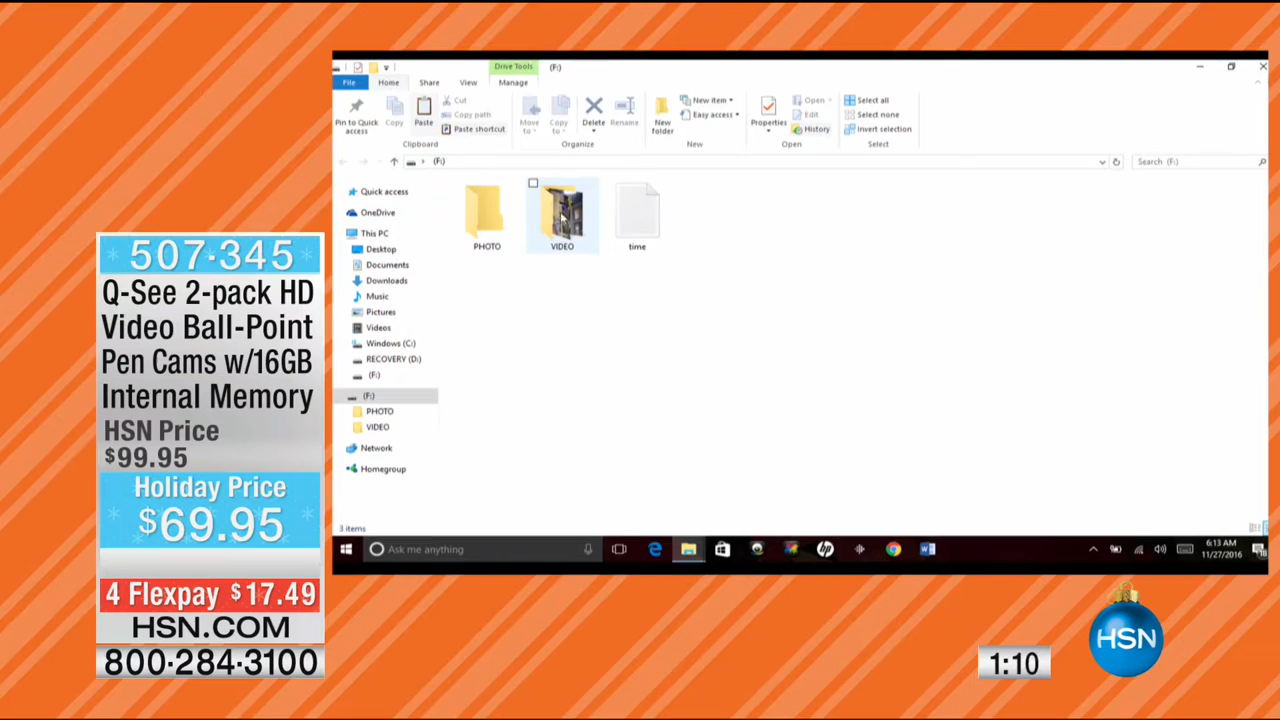 507·345
Q-See 2-pack HD
Video Ball-Point
Pen Cams w/16GB
Internal Memory
HSN Price
$99.95
Holiday Price
$69.95
4 Flexpay $17.49
HSN.COM
800·284·3100
Drive Tools
(F:)
File
Home
Share
View
Manage
Pin to Quick
access
Copy
Paste
Cut
Copy path
Paste shortcut
Clipboard
Move
to
Copy
to
Delete
Rename
Organize
New
folder
New item
Easy access
New
Properties
Open
Edit
History
Open
Select all
Select none
Invert selection
Select
(F:)
Search (F:)
Quick access
OneDrive
This PC
Desktop
Documents
Downloads
Music
Pictures
Videos
Windows (C:)
RECOVERY (D:)
(F:)
(F:)
PHOTO
VIDEO
Network
Homegroup
PHOTO
VIDEO
time
3 items
Ask me anything
6:13 AM
11/27/2016
1:10
HSN